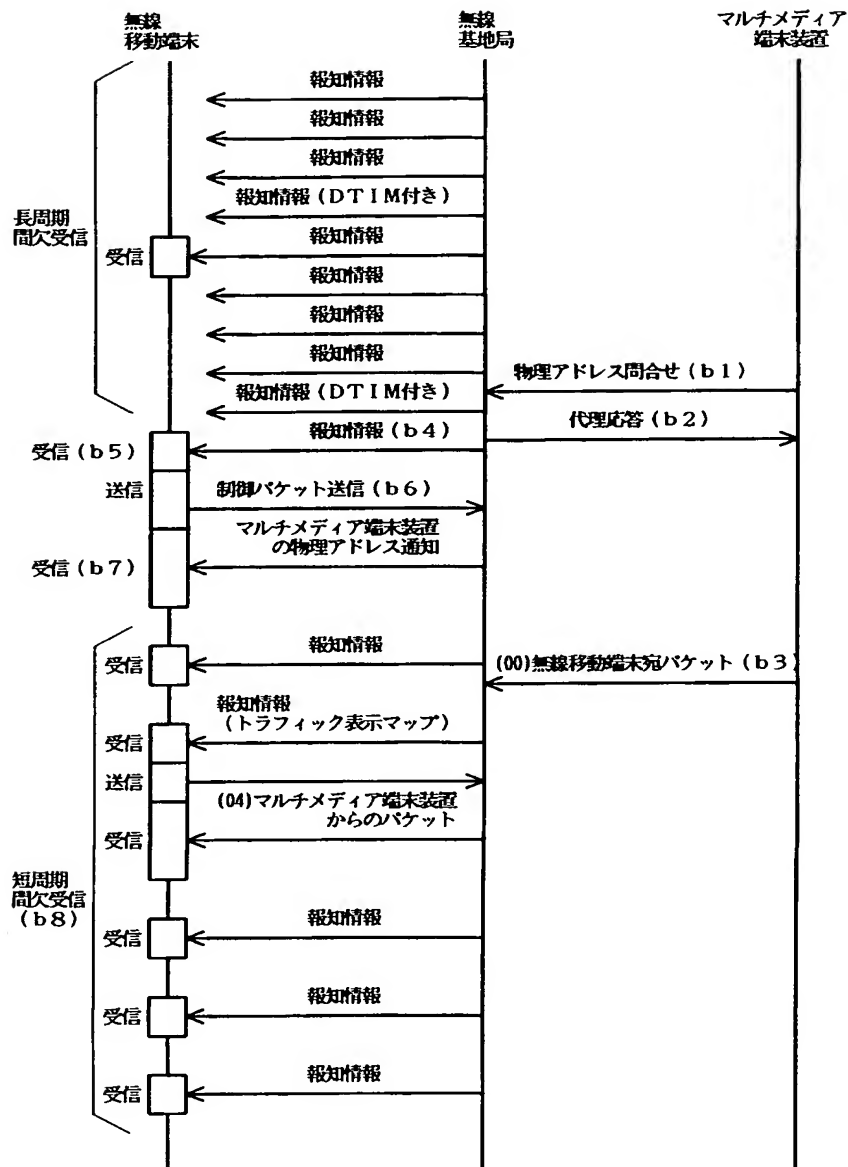 無線
移動端末
無線
基地局
マルチメディア
端末装置
報知情報
報知情報
報知情報
報知情報(DTIM付き)
長周期
間欠受信
受信
報知情報
報知情報
報知情報
報知情報
物理アドレス問合せ(b1)
報知情報(DTIM付き)
代理応答(b2)
受信(b5)
報知情報(b4)
送信
制御パケット送信(b6)
マルチメディア端末装置
の物理アドレス通知
受信(b7)
受信
報知情報
(00)無線移動端末宛パケット(b3)
報知情報
(トラフィック表示マップ)
受信
送信
(04)マルチメディア端末装置
からのパケット
受信
短周期
間欠受信
(b8)
受信
報知情報
受信
報知情報
受信
報知情報